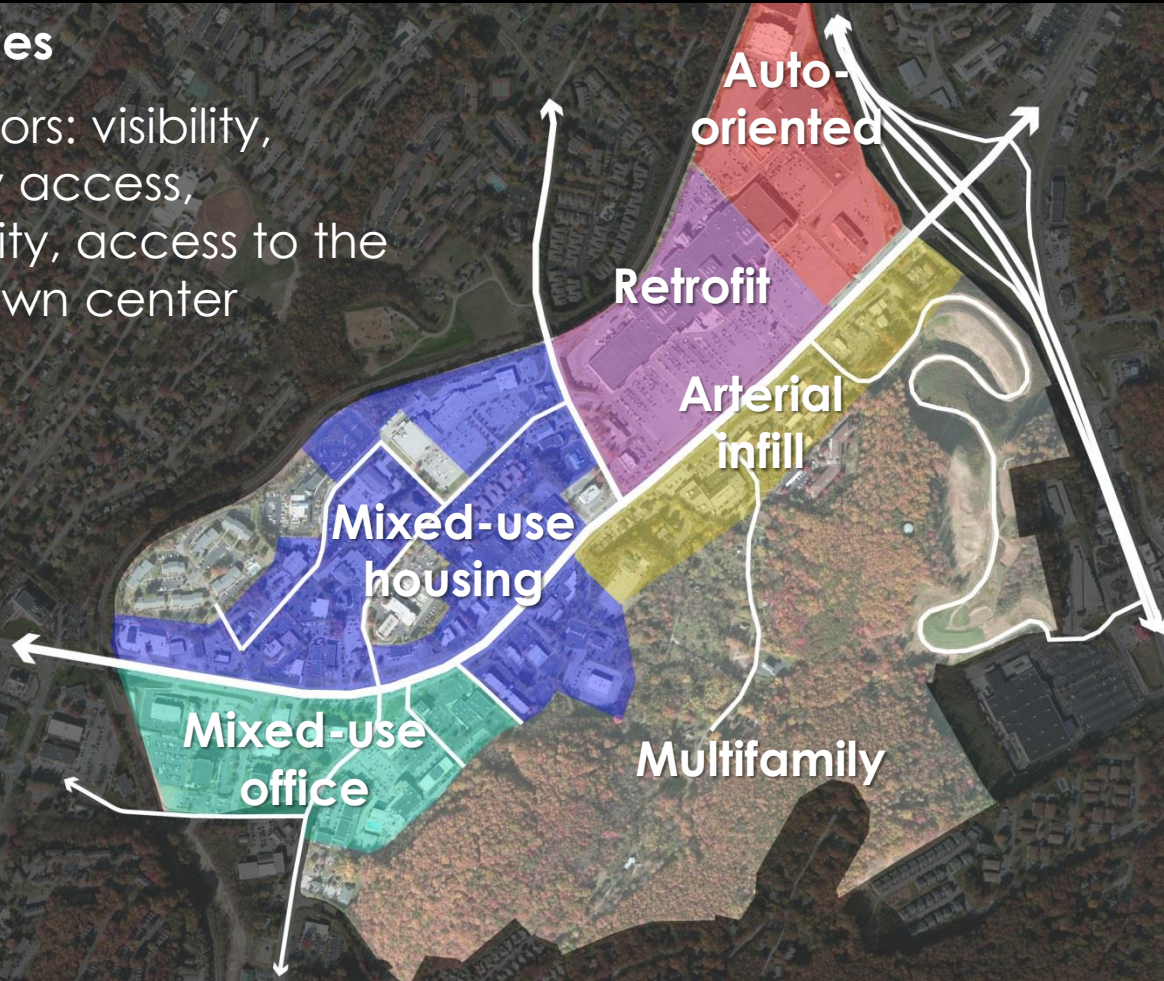 es
ors: visibility,
access,
ity, access to the
own center
Auto-
oriented
Retrofit
Arterial
infill
Mixed-use
housing
Mixed-use
office
Multifamily